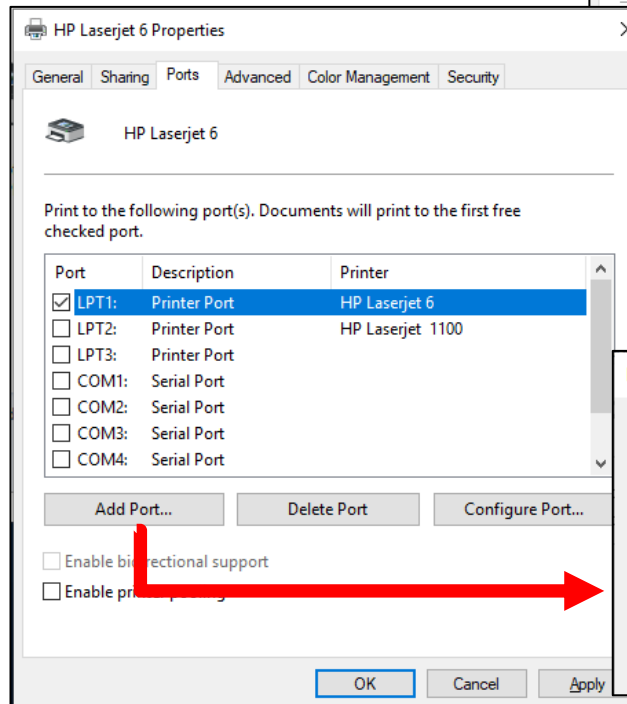 HP Laserjet 6 Properties
General Sharing Ports Advanced Color Management Security
HP Laserjet 6
Print to the following port(s). Documents will print to the first free
checked port.
Port Description Printer
LPT1: Printer Port HP Laserjet 6
LPT2: Printer Port HP Laserjet 1100
LPT3: Printer Port
COM1: Serial Port
COM2: Serial Port
COM3: Serial Port
COM4: Serial Port
Add Port... Delete Port Configure Port...
Enable bidirectional support
Enable
OK Cancel Apply